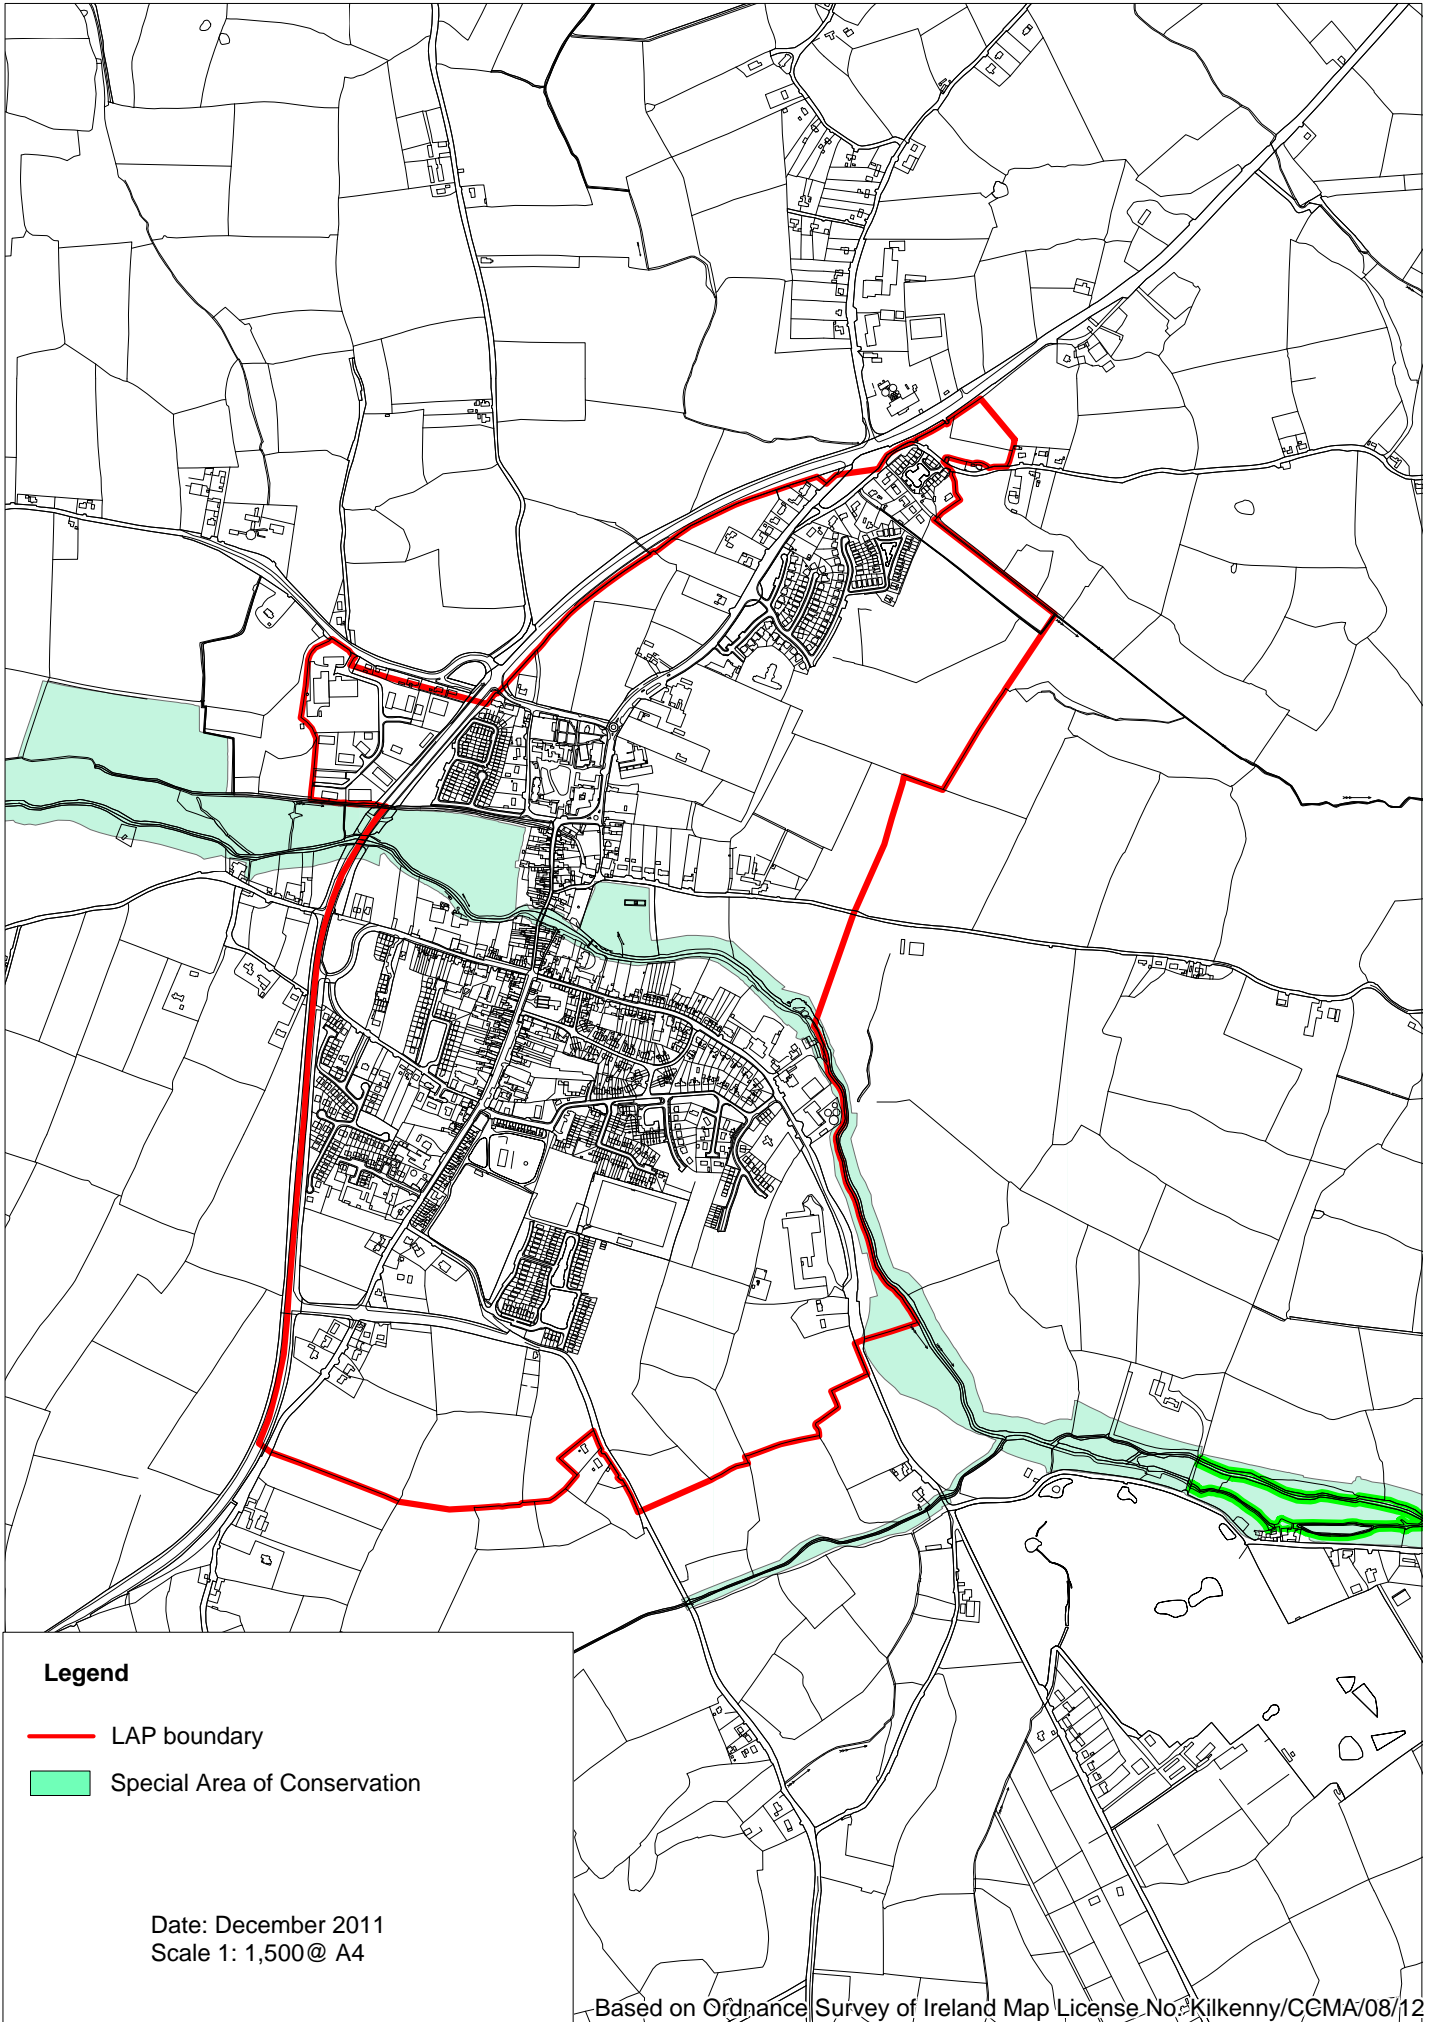 Legend
LAP boundary
Special Area of Conservation
Date: December 2011
Scale 1: 1,500@ A4
Based on Ordnance Survey of Ireland Map License No: Kilkenny/CCMA/08/12